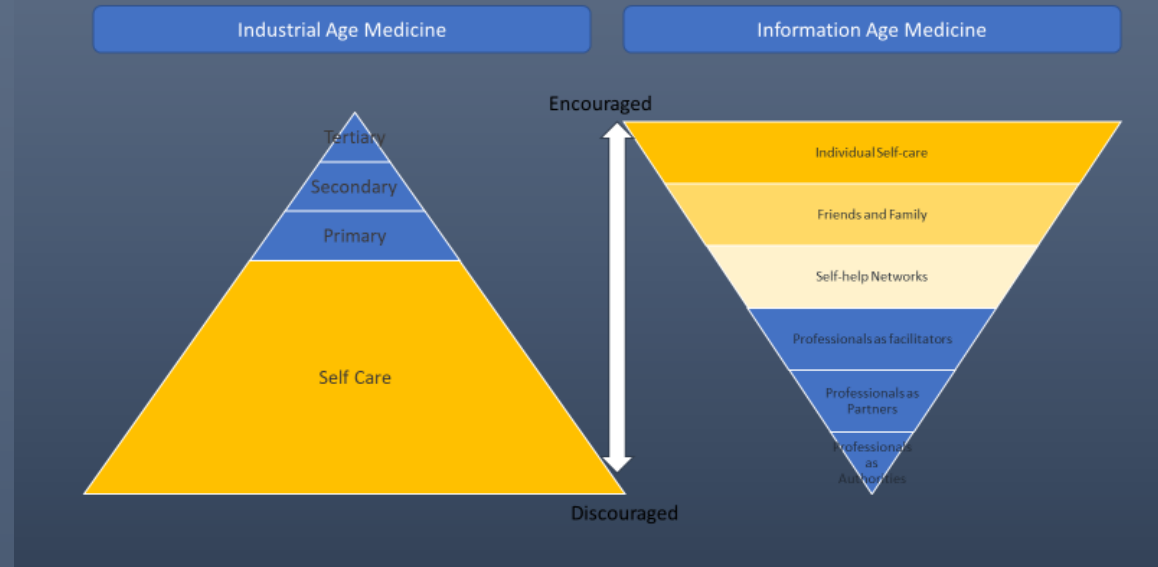 Industrial Age Medicine
Information Age Medicine
Encouraged
Tertiary
Secondary
Primary
Self Care
Individual Self-care
Friends and Family
Self-help Networks
Professionals as facilitators
Professionals as
Partners
Professionals
as
Authorities
Discouraged